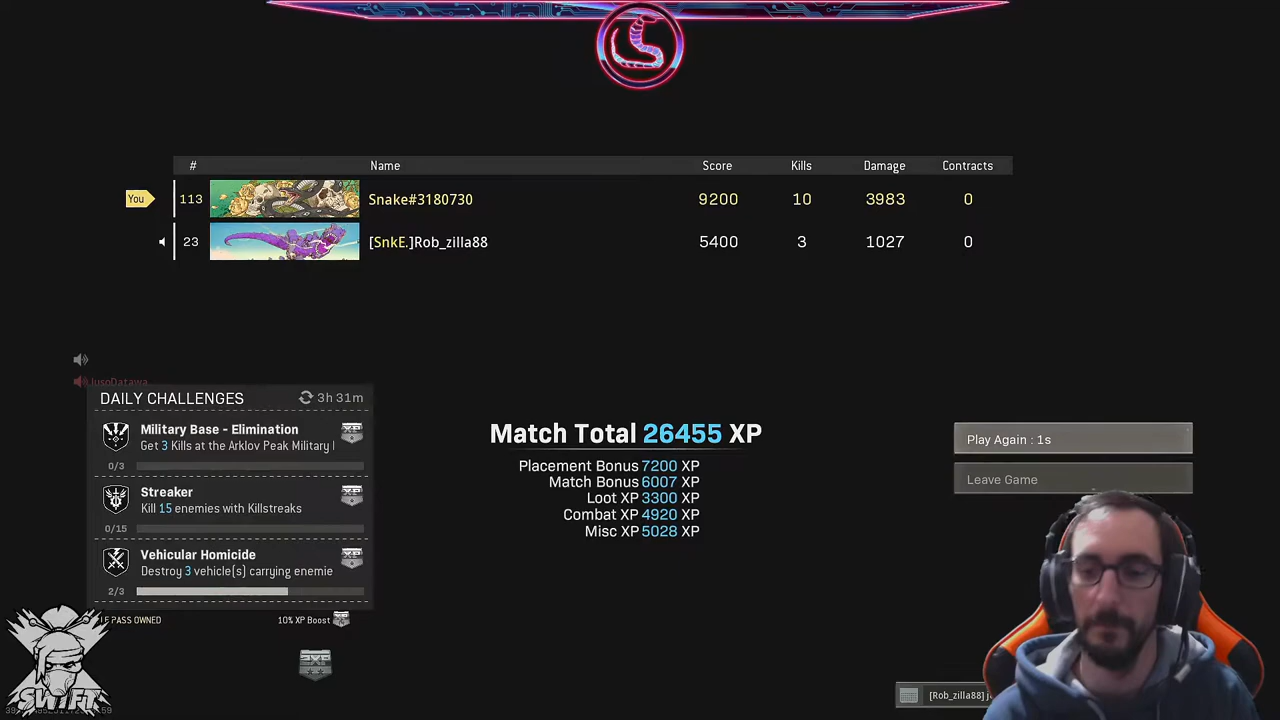 # Name Score Kills Damage Contracts
You 113 Snake#3180730 9200 10 3983 0
23 [SnkE.]Rob_zilla88 5400 3 1027 0
JusoDatawa
DAILY CHALLENGES 3h 31m
Military Base - Elimination
Get 3 Kills at the Arklov Peak Military
0/3
Streaker
Kill 15 enemies with Killstreaks
0/15
Vehicular Homicide
Destroy 3 vehicle(s) carrying enemie
2/3
LE PASS OWNED 10% XP Boost
2XP
Match Total 26455 XP
Placement Bonus 7200 XP
Match Bonus 6007 XP
Loot XP 3300 XP
Combat XP 4920 XP
Misc XP 5028 XP
Play Again : 1s
Leave Game
[Rob_zilla88] j
SWIFT